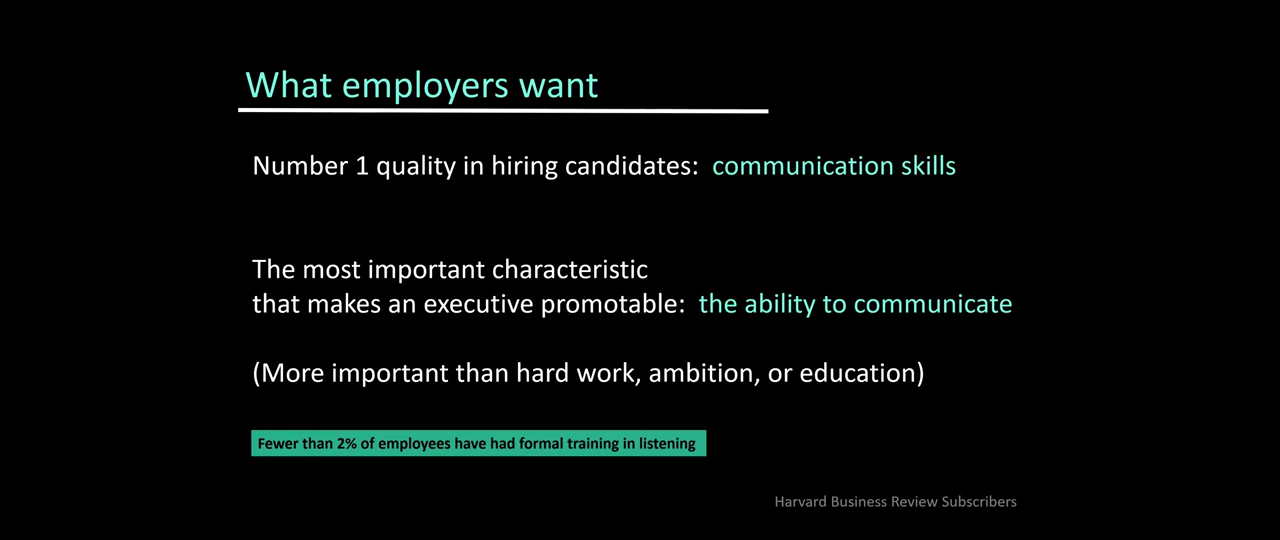 What employers want
Number 1 quality in hiring candidates: communication skills
The most important characteristic
that makes an executive promotable: the ability to communicate
(More important than hard work, ambition, or education)
Fewer than 2% of employees have had formal training in listening
Harvard Business Review Subscribers